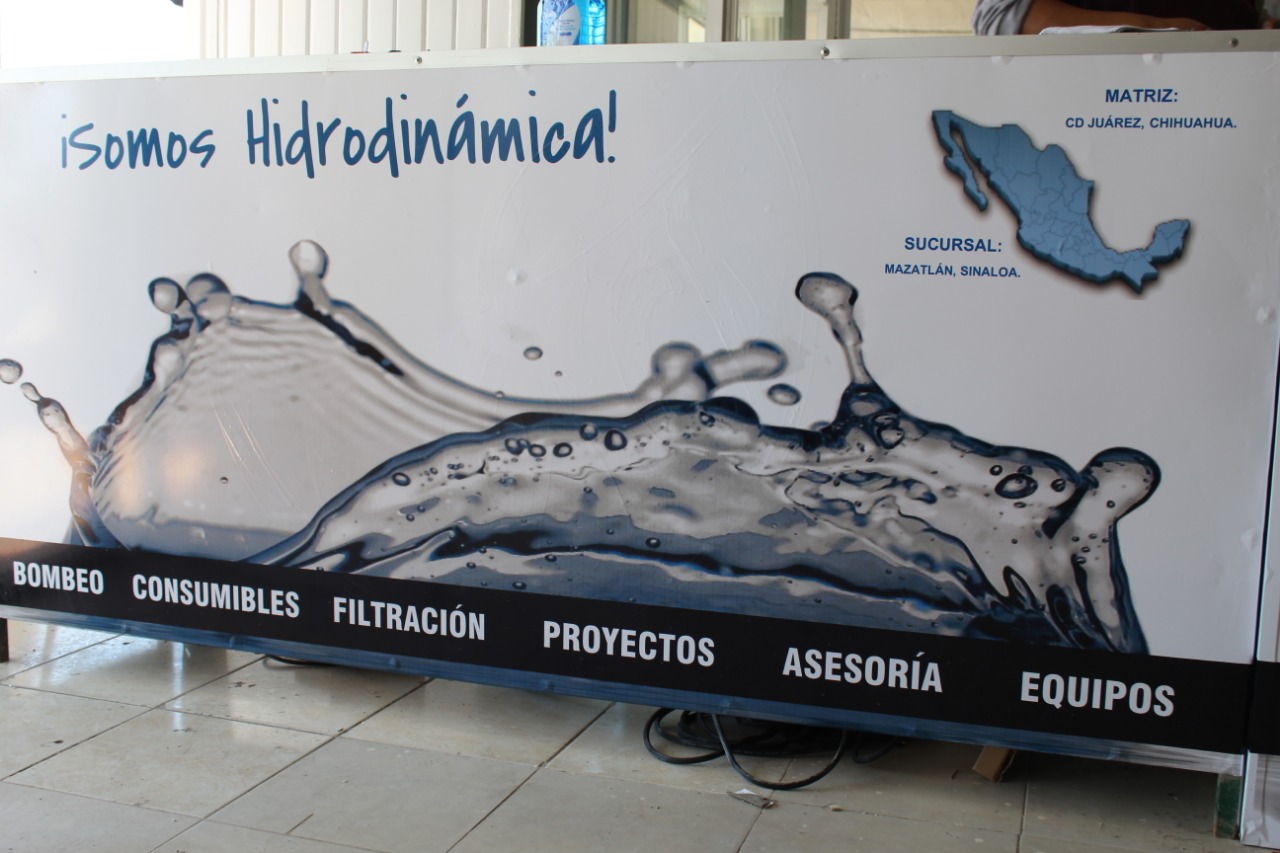 ¡Somos Hidrodinámica!
MATRIZ:
CD JUÁREZ, CHIHUAHUA.
SUCURSAL:
MAZATLÁN, SINALOA.
BOMBEO CONSUMIBLES FILTRACIÓN PROYECTOS ASESORÍA EQUIPOS